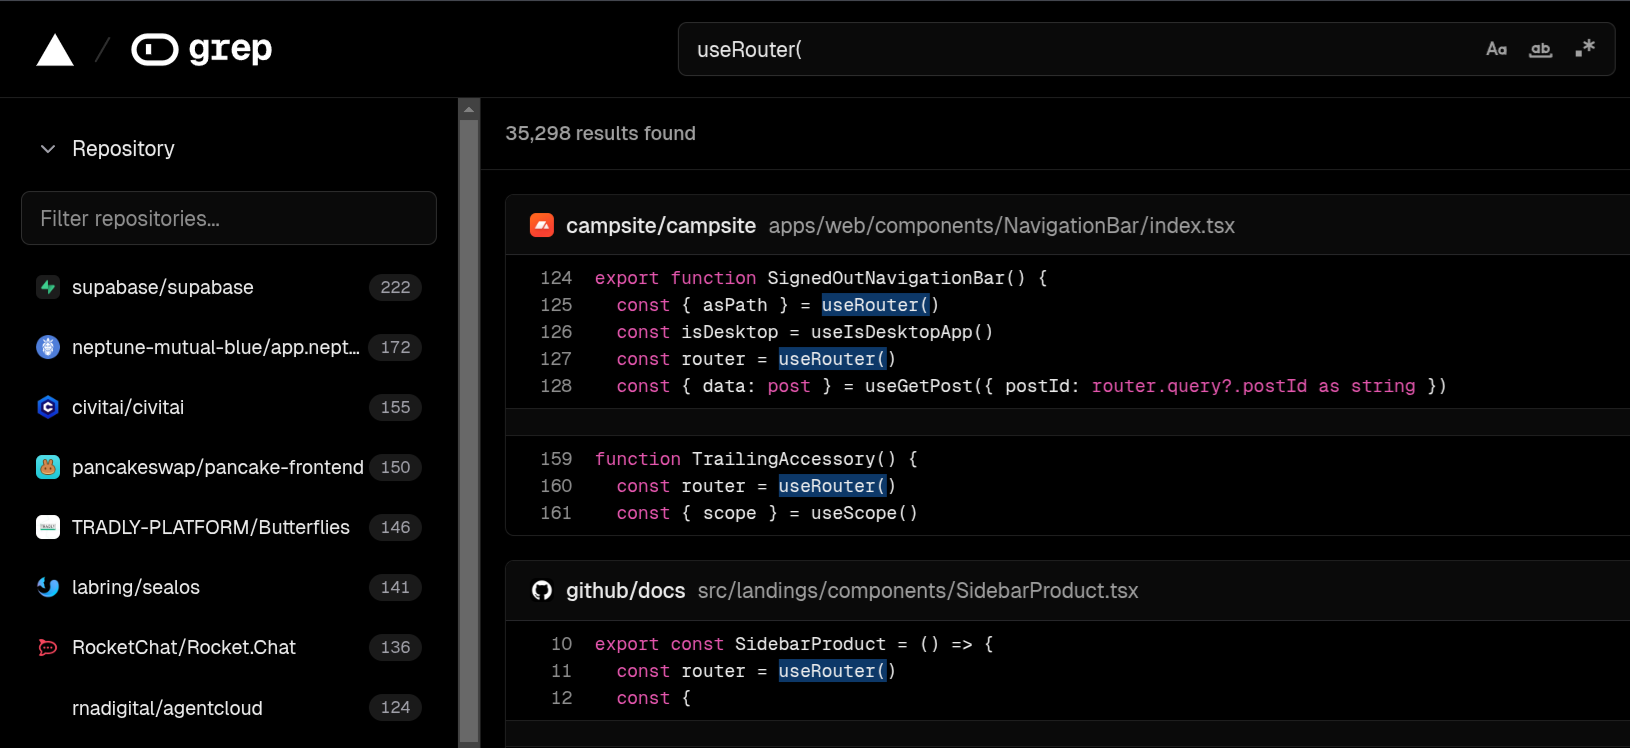 grep
useRouter(
Aa ab .*
Repository
Filter repositories...
supabase/supabase 222
neptune-mutual-blue/app.nept... 172
civitai/civitai 155
pancakeswap/pancake-frontend 150
TRADLY-PLATFORM/Butterflies 146
labring/sealos 141
RocketChat/Rocket.Chat 136
rnadigital/agentcloud 124
35,298 results found
campsite/campsite apps/web/components/NavigationBar/index.tsx
124 export function SignedOutNavigationBar() {
125 const { asPath } = useRouter()
126 const isDesktop = useIsDesktopApp()
127 const router = useRouter()
128 const { data: post } = useGetPost({ postId: router.query?.postId as string })
159 function TrailingAccessory() {
160 const router = useRouter()
161 const { scope } = useScope()
github/docs src/landings/components/SidebarProduct.tsx
10 export const SidebarProduct = () => {
11 const router = useRouter()
12 const {